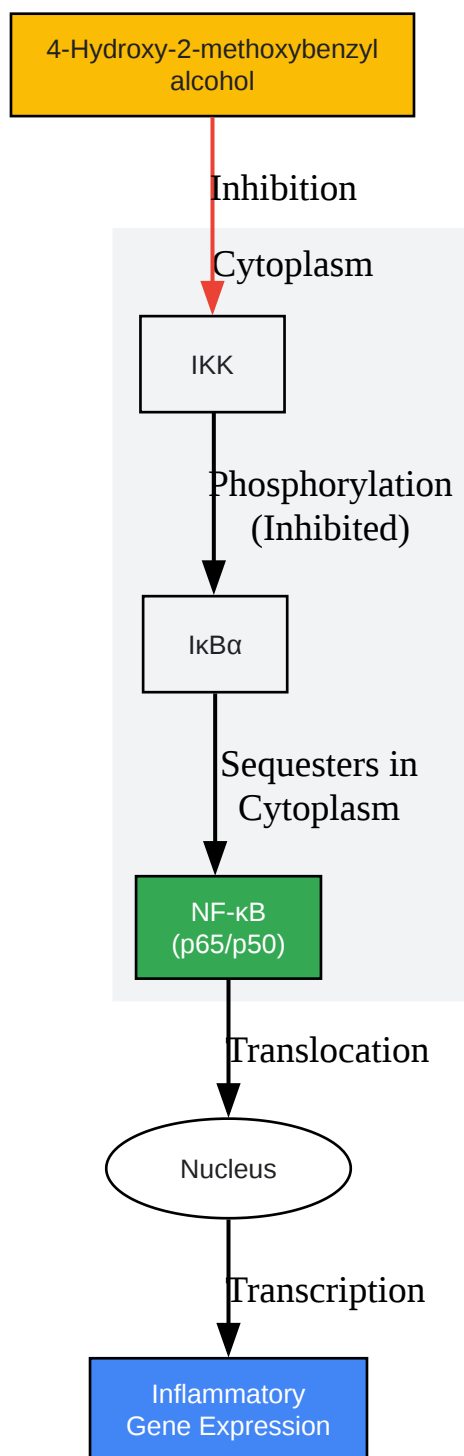 4-Hydroxy-2-methoxybenzyl
alcohol
Inhibition
Cytoplasm
IKK
Phosphorylation
(Inhibited)
IκBα
Sequesters in
Cytoplasm
NF-κB
(p65/p50)
Translocation
Nucleus
Transcription
Inflammatory
Gene Expression